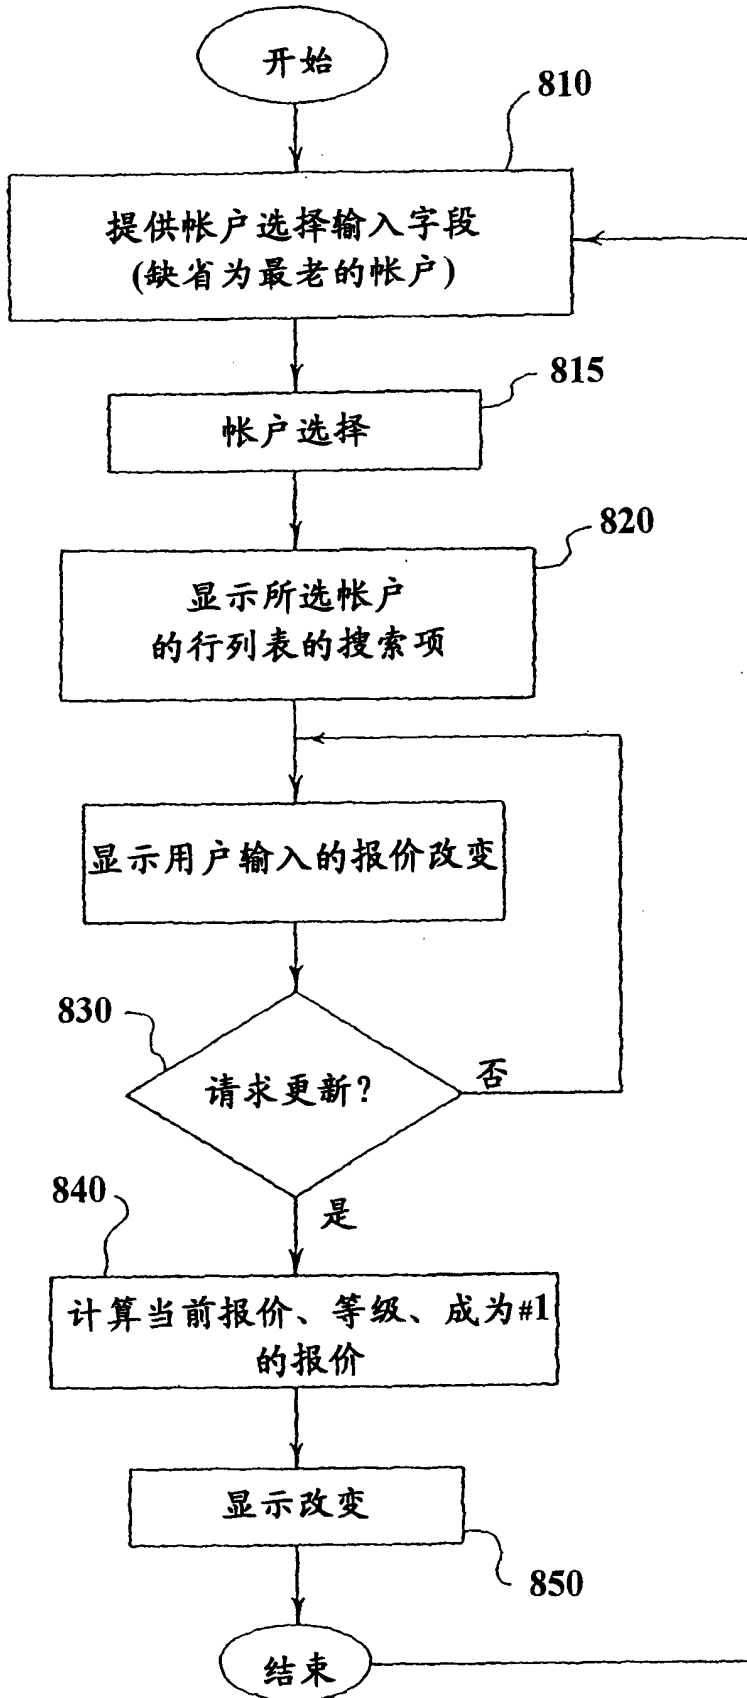 开始
810
提供帐户选择输入字段
(缺省为最老的帐户)
815
帐户选择
820
显示所选帐户
的行列表的搜索项
显示用户输入的报价改变
830
请求更新?
否
840
是
计算当前报价、等级、成为#1
的报价
显示改变
850
结束